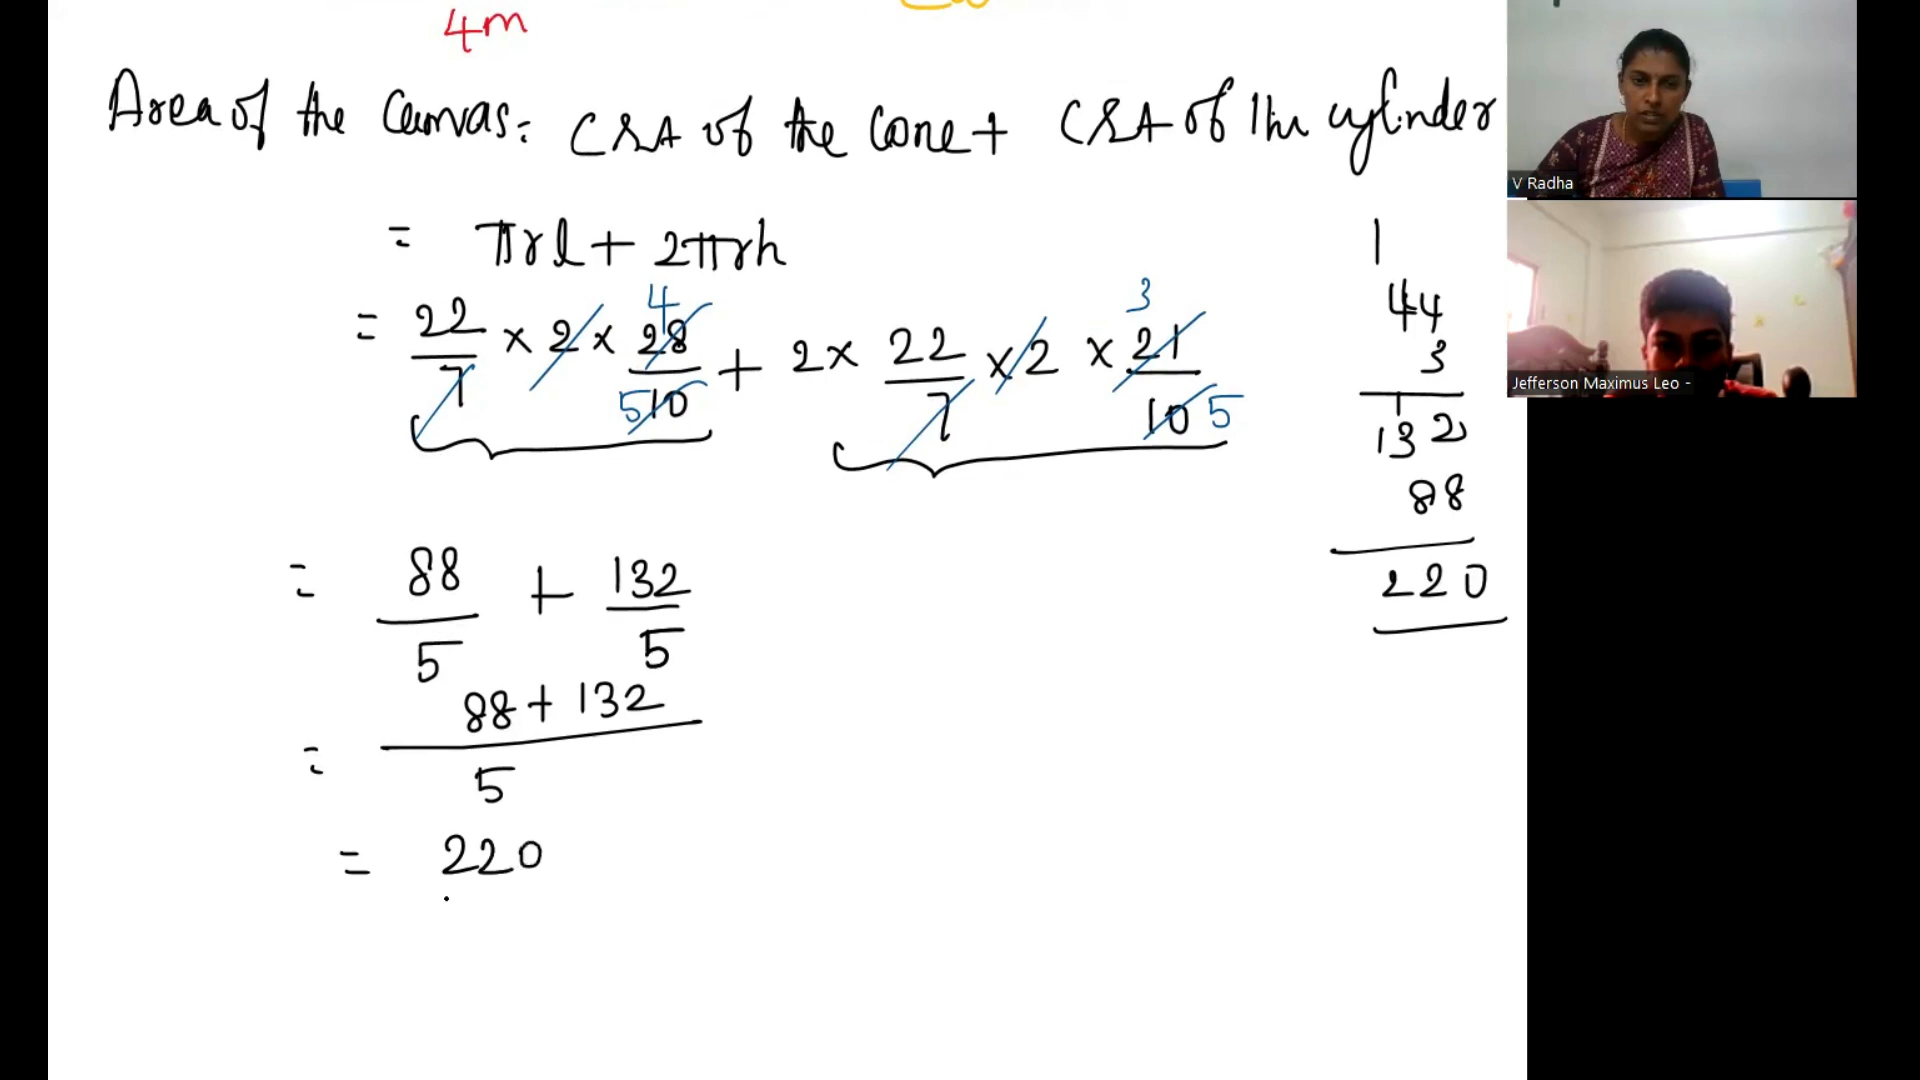 4m
Area of the Canvas = CSA of the cone + CSA of the cylinder
= πrl + 2πrh
= 22/7 × 2 × 28/10 + 2 × 22/7 × 2 × 21/10
4 5 3 5
= 88/5 + 132/5
= 88 + 132 / 5
= 220
1
44
3
1
132
88
220
V Radha
Jefferson Maximus Leo -